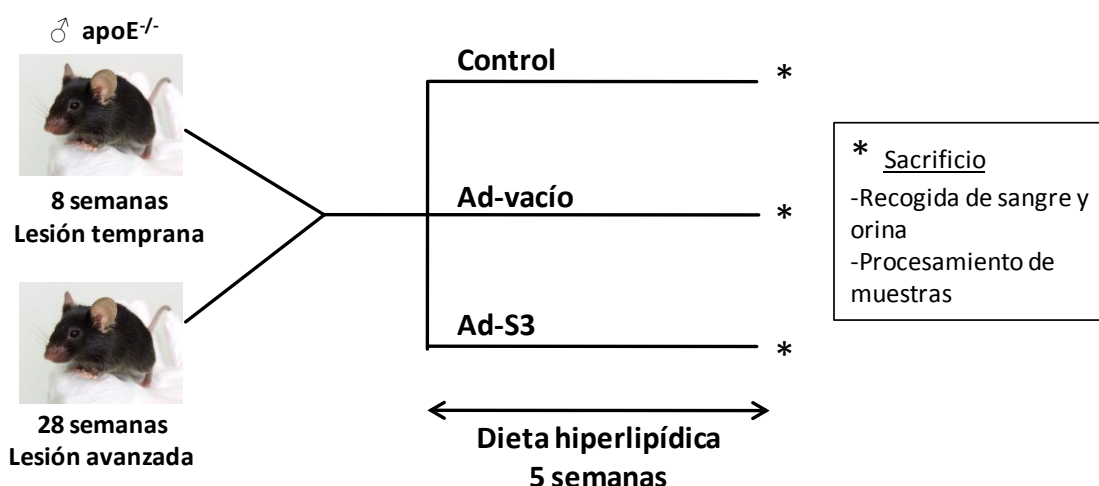 ♂ apoE-/-
8 semanas
Lesión temprana
28 semanas
Lesión avanzada
Control
*
Ad-vacío
*
Ad-S3
*
Dieta hiperlipídica
5 semanas
* Sacrificio
-Recogida de sangre y
orina
-Procesamiento de
muestras